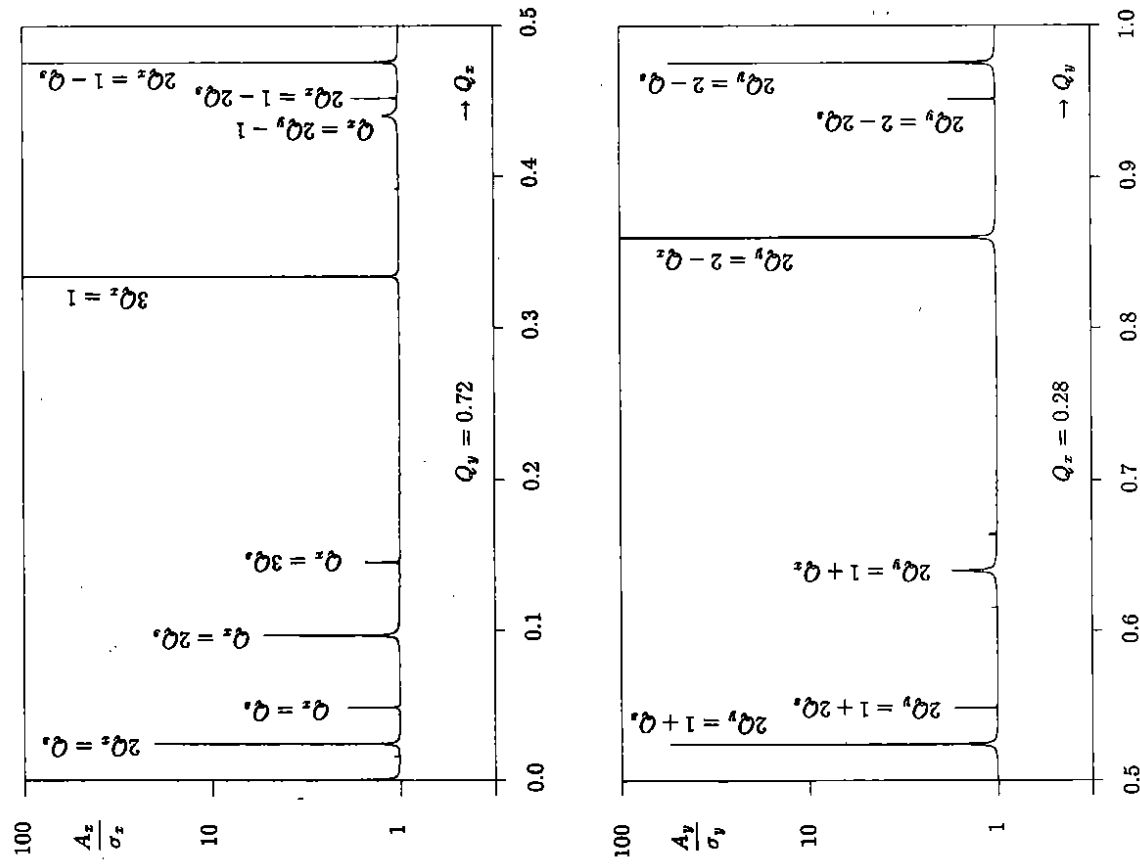 100
A_x / σ_x
10
1
2Q_x = Q_s
Q_x = Q_s
Q_x = 2Q_s
Q_x = 3Q_s
3Q_x = 1
Q_x = 2Q_y − 1
2Q_x = 1 − 2Q_s
2Q_x = 1 − Q_s
Q_y = 0.72
→ Q_x
0.0
0.1
0.2
0.3
0.4
0.5
100
A_y / σ_y
10
1
2Q_y = 1 + Q_s
2Q_y = 1 + 2Q_s
2Q_y = 1 + Q_x
2Q_y = 2 − Q_x
2Q_y = 2 − 2Q_s
2Q_y = 2 − Q_s
Q_x = 0.28
→ Q_y
0.5
0.6
0.7
0.8
0.9
1.0